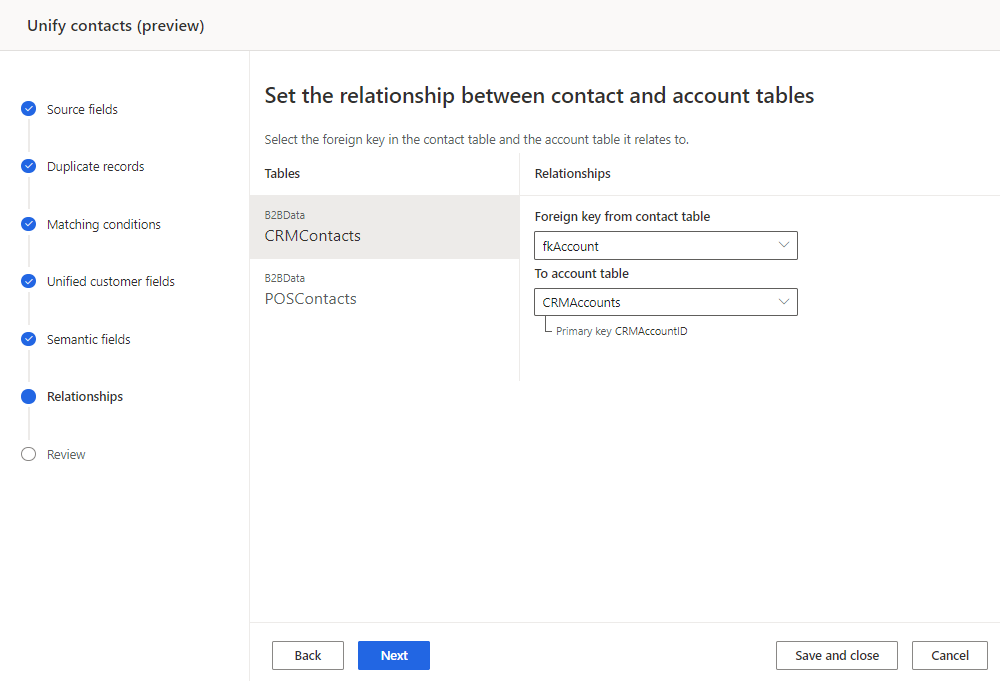 Unify contacts (preview)
Source fields
Duplicate records
Matching conditions
Unified customer fields
Semantic fields
Relationships
Review
Set the relationship between contact and account tables
Select the foreign key in the contact table and the account table it relates to.
Tables
B2BData
CRMContacts
B2BData
POSContacts
Relationships
Foreign key from contact table
fkAccount
To account table
CRMAccounts
Primary key CRMAccountID
Back
Next
Save and close
Cancel